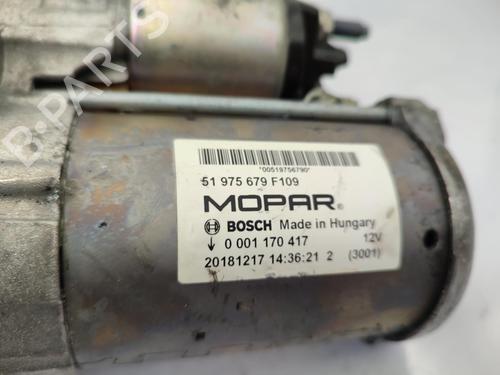 B-PARTS
*00519756790*
51 975 679 F109
MOPAR®
BOSCH Made in Hungary
↓ 0 001 170 417 12V
20181217 14:36:21 2 (3001)